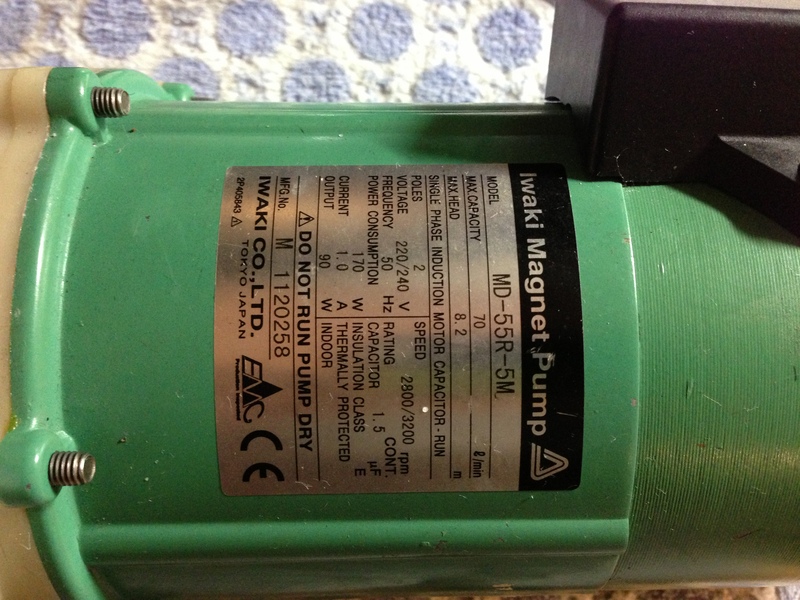 Iwaki Magnet Pump
MODEL MD-55R-5M
MAX.CAPACITY 70 ℓ/min
MAX.HEAD 8.2 m
SINGLE PHASE INDUCTION MOTOR CAPACITOR-RUN
POLES 2 SPEED 2800/3200 rpm
VOLTAGE 220/240 V RATING CONT.
FREQUENCY 50 Hz CAPACITOR 1.5 μF
POWER CONSUMPTION 170 W INSULATION CLASS E
CURRENT 1.0 A THERMALLY PROTECTED
OUTPUT 90 W INDOOR
⚠ DO NOT RUN PUMP DRY
MFG.No. M 1120258
IWAKI CO.,LTD.
TOKYO JAPAN
2P405843
EMC
CE